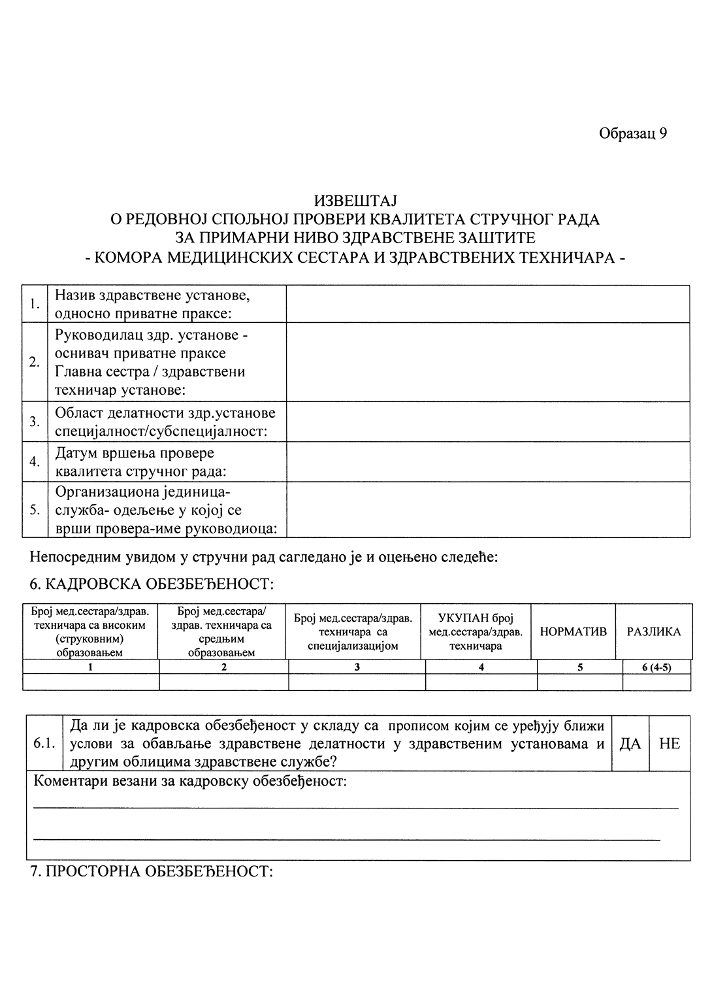 Образац 9
ИЗВЕШТАЈ
О РЕДОВНОЈ СПОЉНОЈ ПРОВЕРИ КВАЛИТЕТА СТРУЧНОГ РАДА
ЗА ПРИМАРНИ НИВО ЗДРАВСТВЕНЕ ЗАШТИТЕ
- КОМОРА МЕДИЦИНСКИХ СЕСТАРА И ЗДРАВСТВЕНИХ ТЕХНИЧАРА -
1.
Назив здравствене установе,
односно приватне праксе:
2.
Руководилац здр. установе -
оснивач приватне праксе
Главна сестра / здравствени
техничар установе:
3.
Област делатности здр.установе
специјалност/субспецијалност:
4.
Датум вршења провере
квалитета стручног рада:
5.
Организациона јединица-
служба- одељење у којој се
врши провера-име руководиоца:
Непосредним увидом у стручни рад сагледано је и оцењено следеће:
6. КАДРОВСКА ОБЕЗБЕЂЕНОСТ:
Број мед.сестара/здрав.
техничара са високим
(струковним)
образовањем
Број мед.сестара/
здрав. техничара са
средњим
образовањем
Број мед.сестара/здрав.
техничара са
специјализацијом
УКУПАН број
мед.сестара/здрав.
техничара
НОРМАТИВ
РАЗЛИКА
1
2
3
4
5
6 (4-5)
6.1.
Да ли је кадровска обезбеђеност у складу са прописом којим се уређују ближи
услови за обављање здравствене делатности у здравственим установама и
другим облицима здравствене службе?
ДА
НЕ
Коментари везани за кадровску обезбеђеност:
7. ПРОСТОРНА ОБЕЗБЕЂЕНОСТ: